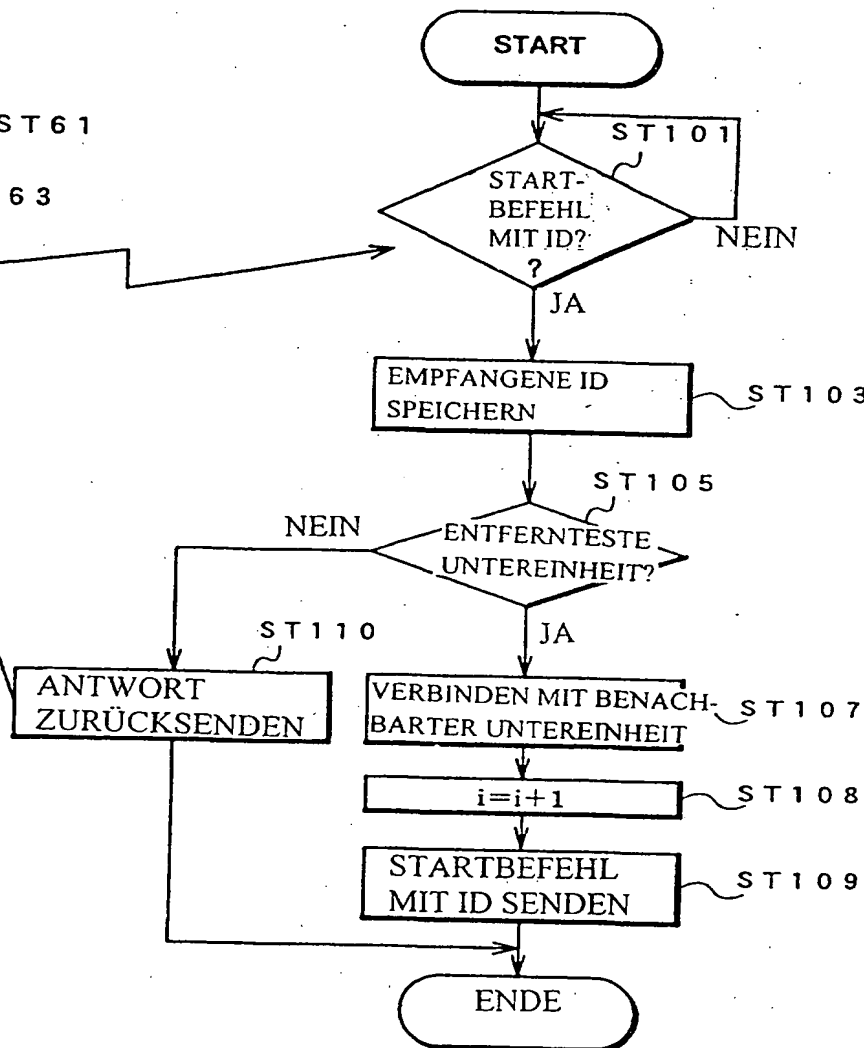 START
ST61
ST101
63
START-
BEFEHL
MIT ID?
?
NEIN
JA
EMPFANGENE ID
SPEICHERN
ST103
ST105
NEIN
ENTFERNTESTE
UNTEREINHEIT?
ST110
JA
ANTWORT
ZURÜCKSENDEN
VERBINDEN MIT BENACH-
BARTER UNTEREINHEIT
ST107
i=i+1
ST108
STARTBEFEHL
MIT ID SENDEN
ST109
ENDE